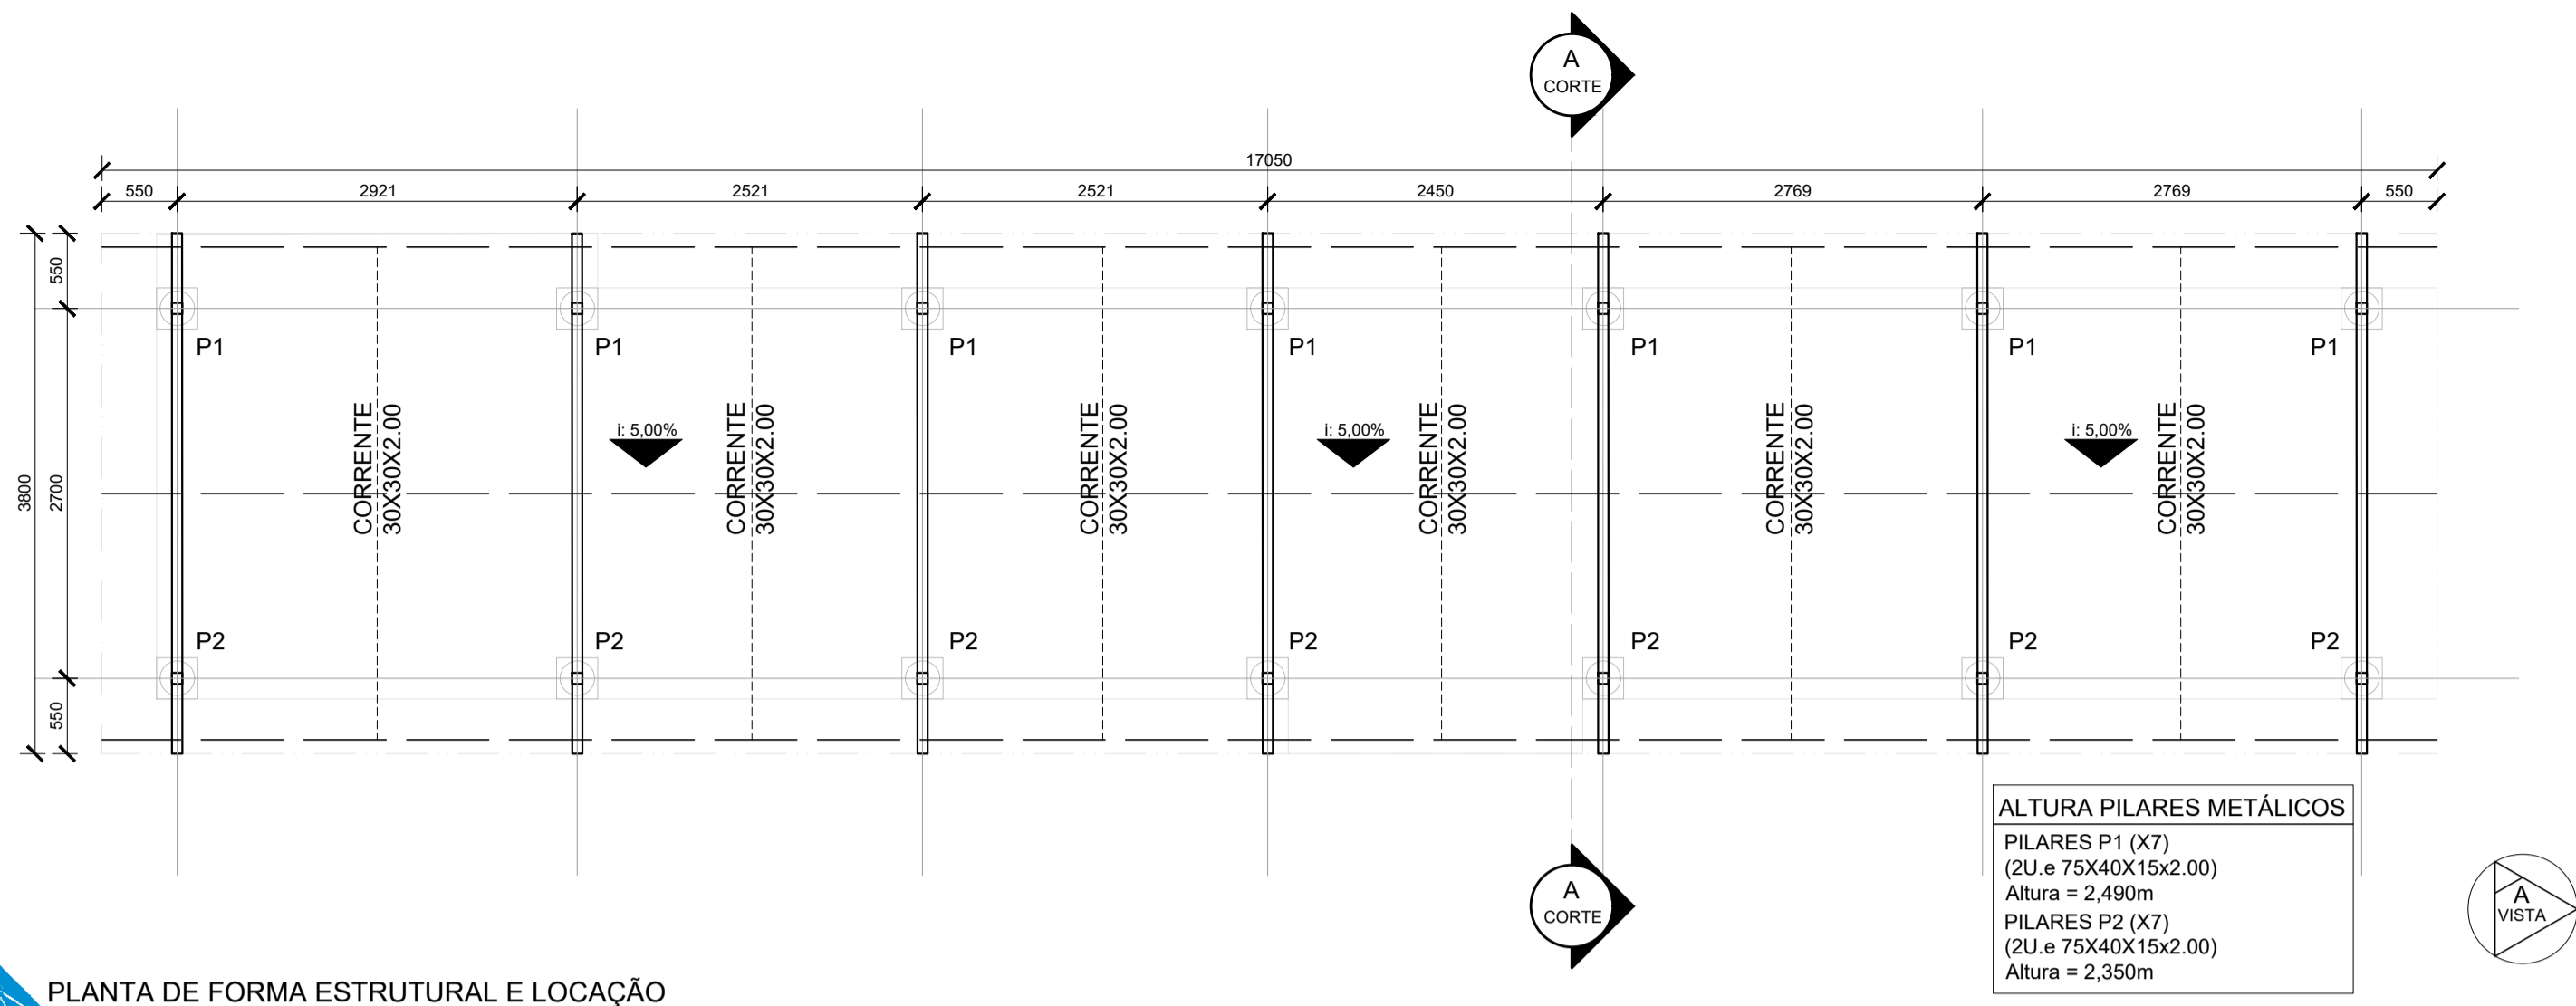 A
CORTE
17050
550
2921
2521
2521
2450
2769
2769
550
3800
550
2700
550
P1
P1
P1
P1
P1
P1
P1
CORRENTE
30X30X2.00
i: 5,00%
CORRENTE
30X30X2.00
CORRENTE
30X30X2.00
i: 5,00%
CORRENTE
30X30X2.00
CORRENTE
30X30X2.00
i: 5,00%
CORRENTE
30X30X2.00
P2
P2
P2
P2
P2
P2
P2
ALTURA PILARES METÁLICOS
PILARES P1 (X7)
(2U.e 75X40X15x2.00)
Altura = 2,490m
PILARES P2 (X7)
(2U.e 75X40X15x2.00)
Altura = 2,350m
A
CORTE
A
VISTA
PLANTA DE FORMA ESTRUTURAL E LOCAÇÃO